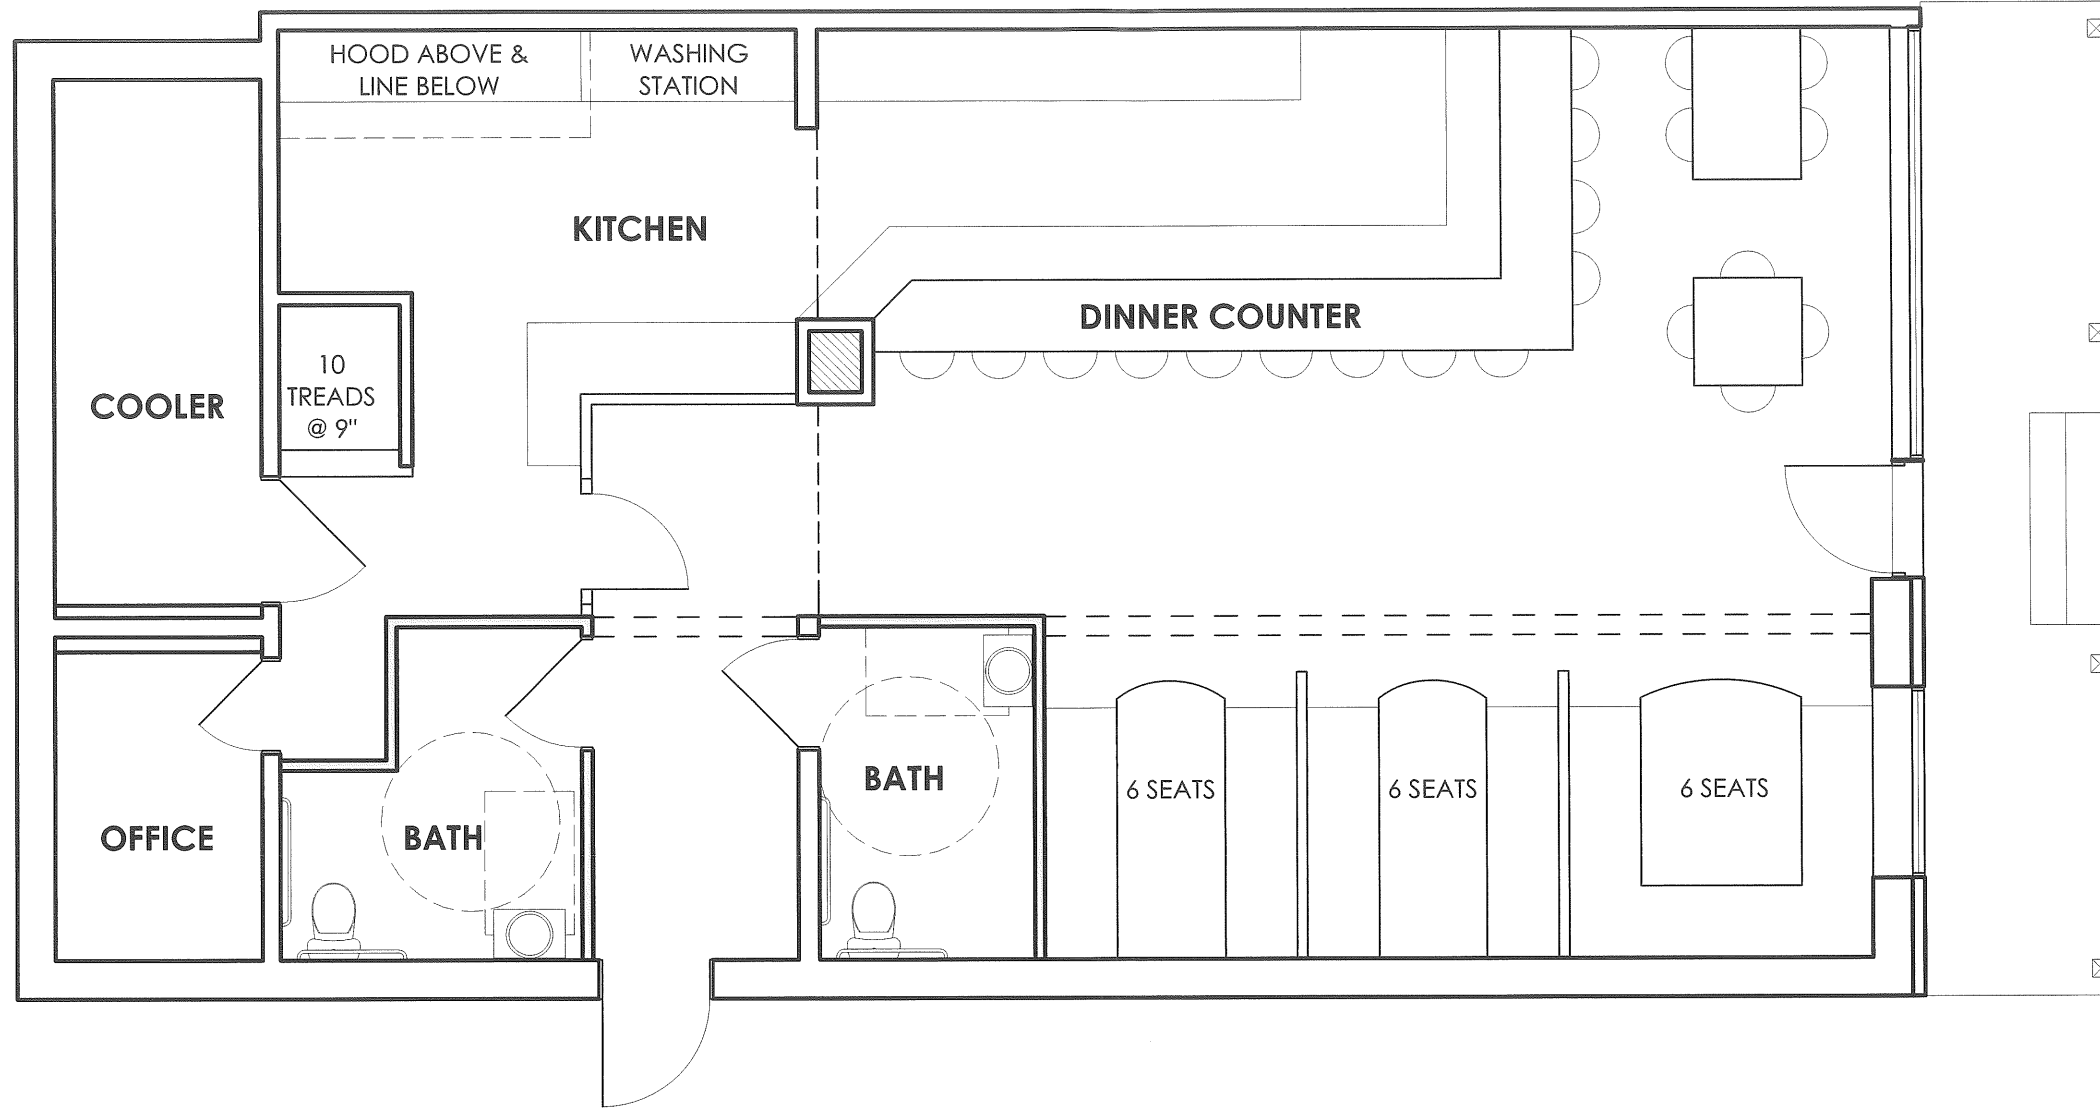 HOOD ABOVE &
LINE BELOW
WASHING
STATION
KITCHEN
DINNER COUNTER
10
TREADS
@ 9"
COOLER
BATH
6 SEATS
6 SEATS
6 SEATS
OFFICE
BATH